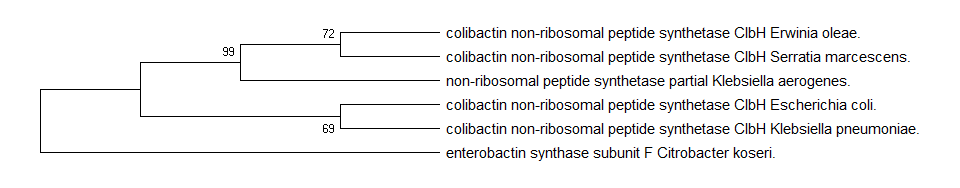 72
colibactin non-ribosomal peptide synthetase ClbH Erwinia oleae.
99
colibactin non-ribosomal peptide synthetase ClbH Serratia marcescens.
non-ribosomal peptide synthetase partial Klebsiella aerogenes.
colibactin non-ribosomal peptide synthetase ClbH Escherichia coli.
69
colibactin non-ribosomal peptide synthetase ClbH Klebsiella pneumoniae.
enterobactin synthase subunit F Citrobacter koseri.